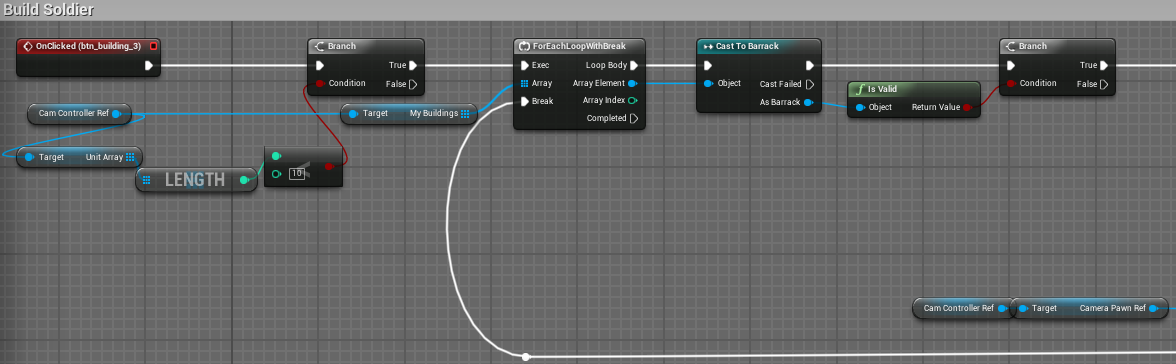 Build Soldier
OnClicked (btn_building_3)
Branch
True
Condition
False
ForEachLoopWithBreak
Exec
Loop Body
Array
Array Element
Break
Array Index
Completed
Cast To Barrack
Object
Cast Failed
As Barrack
Is Valid
Object
Return Value
Branch
True
Condition
False
Cam Controller Ref
Target
My Buildings
Target
Unit Array
LENGTH
10
Cam Controller Ref
Target
Camera Pawn Ref